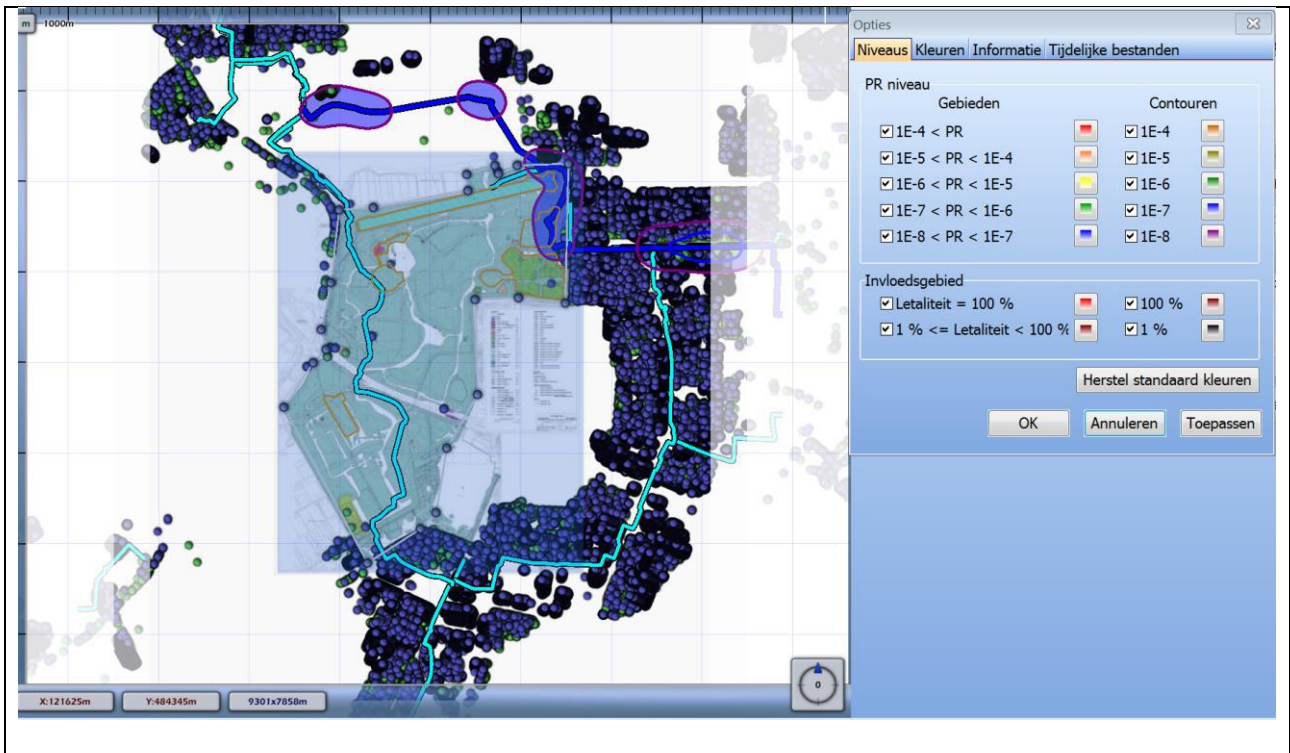 m 1000m
Opties
Niveaus Kleuren Informatie Tijdelijke bestanden
PR niveau
Gebieden Contouren
1E-4 < PR 1E-4
1E-5 < PR < 1E-4 1E-5
1E-6 < PR < 1E-5 1E-6
1E-7 < PR < 1E-6 1E-7
1E-8 < PR < 1E-7 1E-8
Invloedsgebied
Letaliteit = 100 % 100 %
1 % <= Letaliteit < 100 % 1 %
Herstel standaard kleuren
OK Annuleren Toepassen
X:121625m Y:484345m 9301x7858m
0